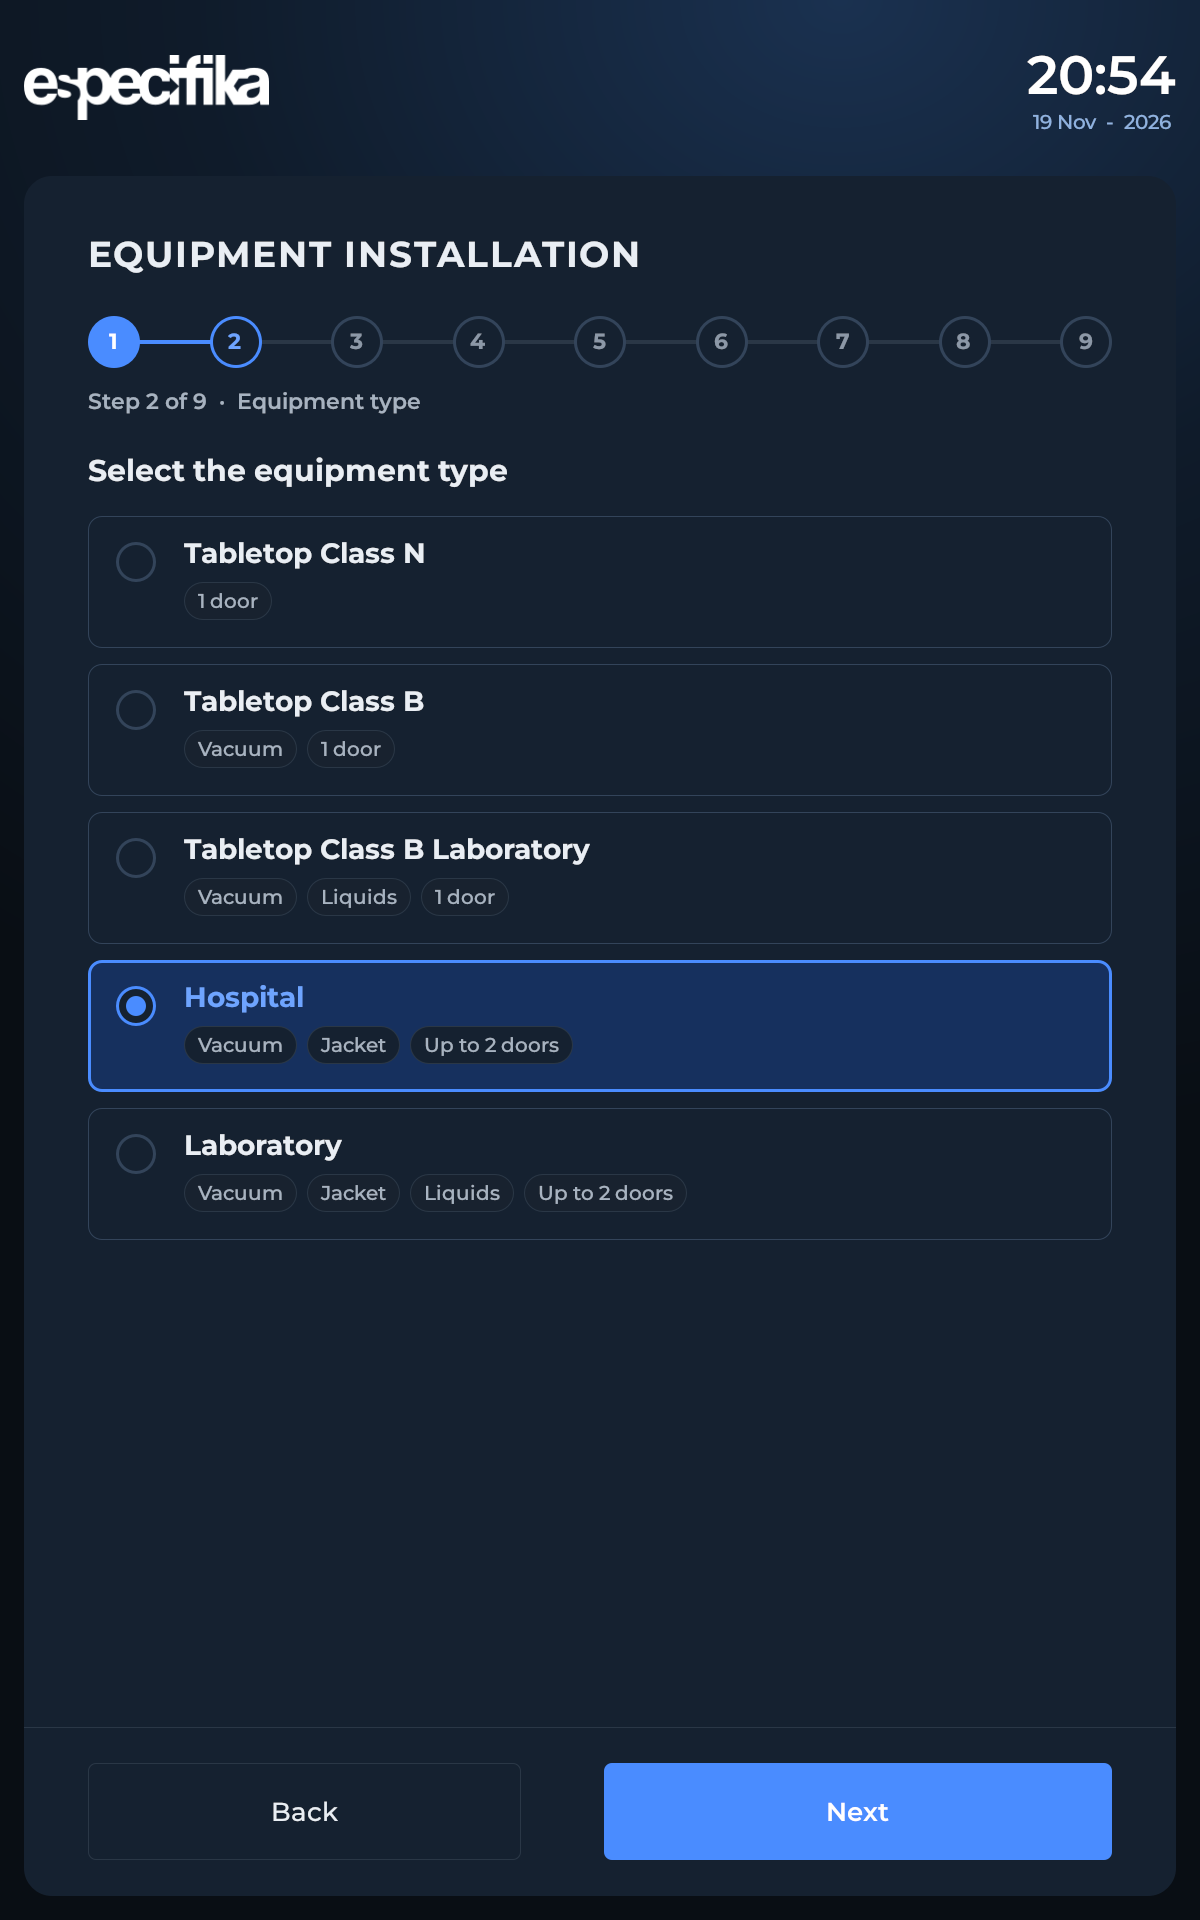 especifika
20:54
19 Nov - 2026
EQUIPMENT INSTALLATION
1 2 3 4 5 6 7 8 9
Step 2 of 9 · Equipment type
Select the equipment type
Tabletop Class N
1 door
Tabletop Class B
Vacuum 1 door
Tabletop Class B Laboratory
Vacuum Liquids 1 door
Hospital
Vacuum Jacket Up to 2 doors
Laboratory
Vacuum Jacket Liquids Up to 2 doors
Back Next